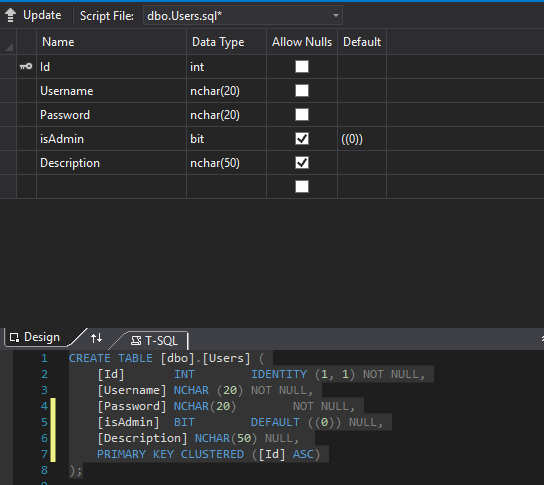 Update Script File: dbo.Users.sql*
Name Data Type Allow Nulls Default
Id int
Username nchar(20)
Password nchar(20)
isAdmin bit ((0))
Description nchar(50)
Design T-SQL
1 CREATE TABLE [dbo].[Users] (
2 [Id] INT IDENTITY (1, 1) NOT NULL,
3 [Username] NCHAR (20) NOT NULL,
4 [Password] NCHAR(20) NOT NULL,
5 [isAdmin] BIT DEFAULT ((0)) NULL,
6 [Description] NCHAR(50) NULL,
7 PRIMARY KEY CLUSTERED ([Id] ASC)
8 );